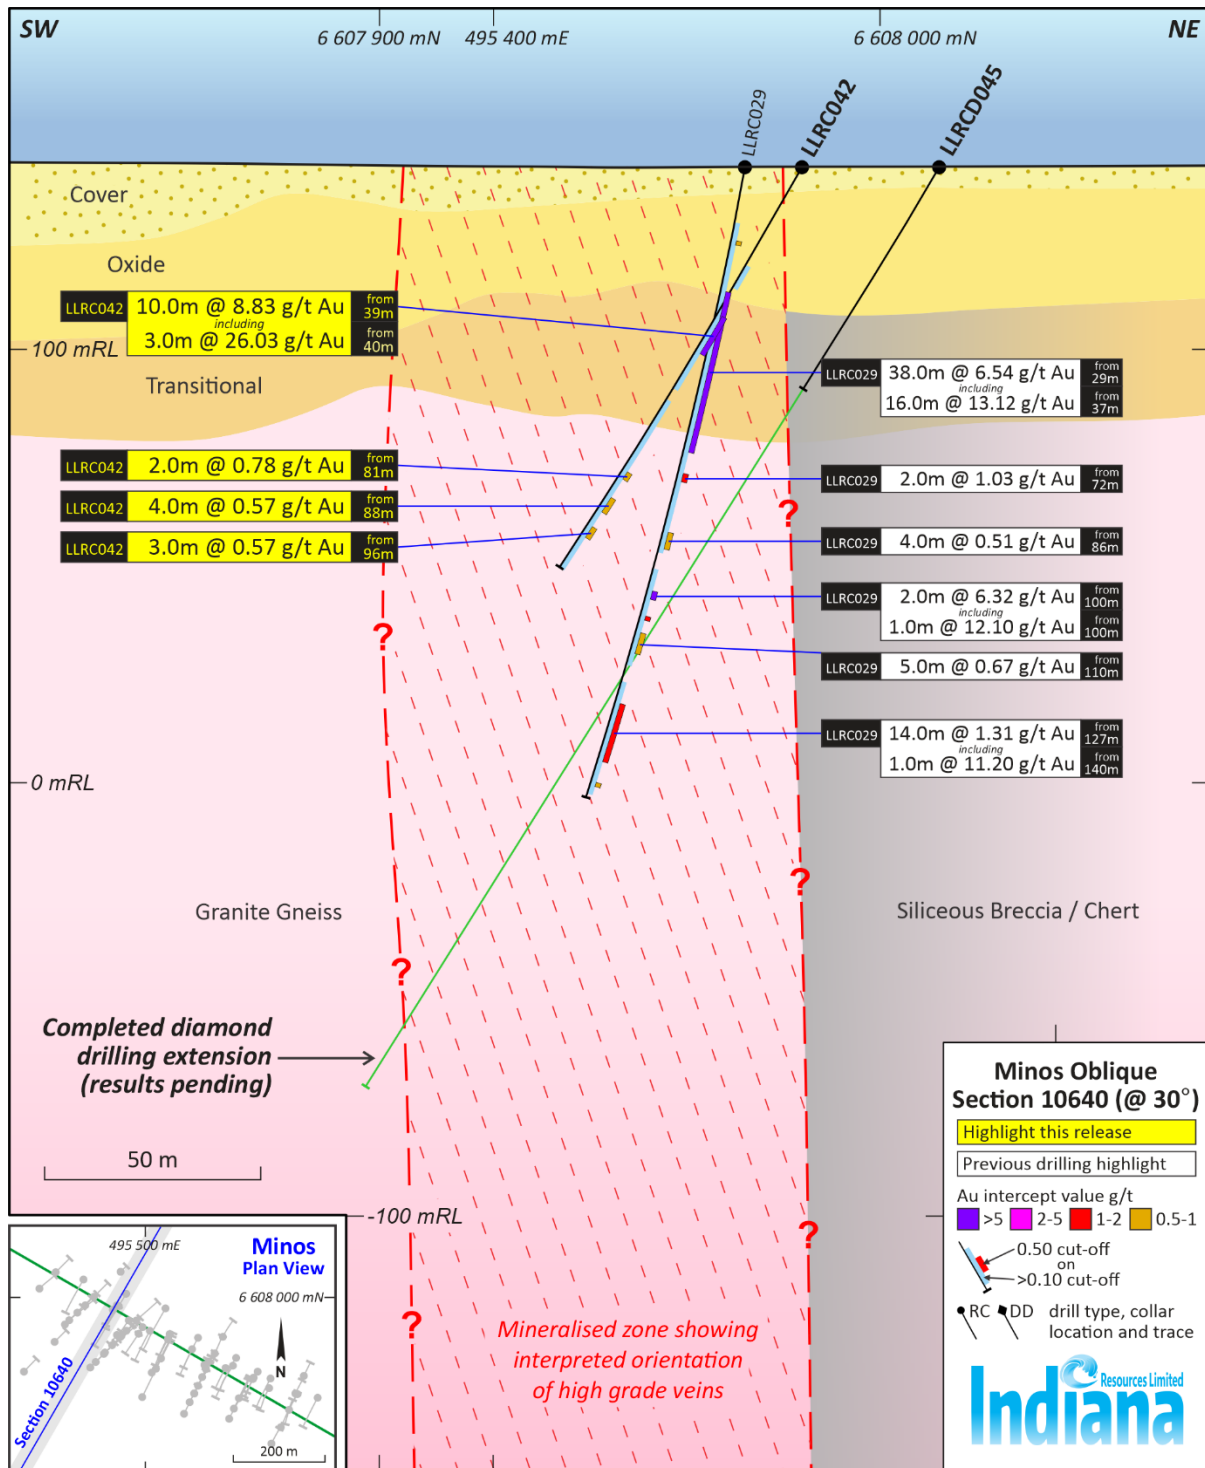 SW
6 607 900 mN
495 400 mE
6 608 000 mN
NE
LLRC029
LLRC042
LLRCD045
Cover
Oxide
LLRC042 10.0m @ 8.83 g/t Au from 39m
including
3.0m @ 26.03 g/t Au from 40m
100 mRL
Transitional
LLRC029 38.0m @ 6.54 g/t Au from 29m
including
16.0m @ 13.12 g/t Au from 37m
LLRC042 2.0m @ 0.78 g/t Au from 81m
LLRC042 4.0m @ 0.57 g/t Au from 88m
LLRC042 3.0m @ 0.57 g/t Au from 96m
LLRC029 2.0m @ 1.03 g/t Au from 72m
?
LLRC029 4.0m @ 0.51 g/t Au from 86m
LLRC029 2.0m @ 6.32 g/t Au from 100m
including
1.0m @ 12.10 g/t Au from 100m
?
LLRC029 5.0m @ 0.67 g/t Au from 110m
LLRC029 14.0m @ 1.31 g/t Au from 127m
including
1.0m @ 11.20 g/t Au from 140m
0 mRL
?
Granite Gneiss
Siliceous Breccia / Chert
?
Completed diamond
drilling extension
(results pending)
50 m
-100 mRL
?
?
Mineralised zone showing
interpreted orientation
of high grade veins
495 500 mE
Minos
Plan View
6 608 000 mN
N
Section 10640
200 m
Minos Oblique
Section 10640 (@ 30°)
Highlight this release
Previous drilling highlight
Au intercept value g/t
>5 2-5 1-2 0.5-1
0.50 cut-off
on
>0.10 cut-off
RC DD drill type, collar
location and trace
Resources Limited
Indiana